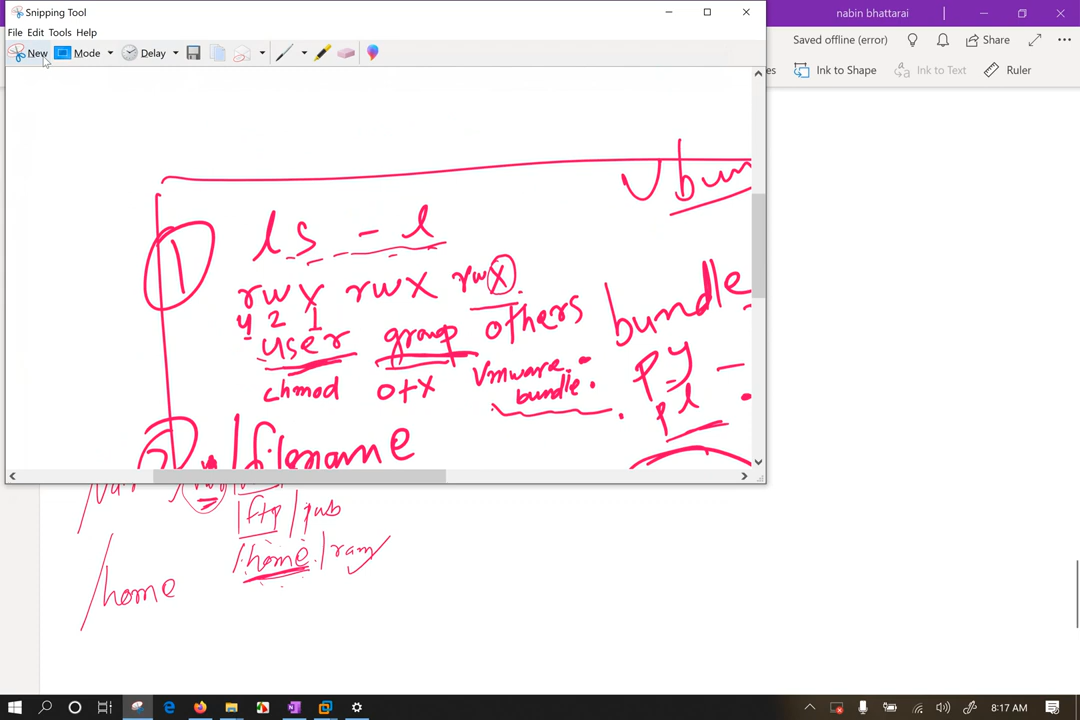 Snipping Tool
File Edit Tools Help
New Mode Delay
nabin bhattarai
Saved offline (error) Share
Ink to Shape Ink to Text Ruler
Ubun
1
ls -l
rwx rwx rwx
4 2 1
user group others
bundle
chmod o+x vmware.
bundle.
py -
pl
/filename
/ftp/pub
/home/ram
/home
8:17 AM